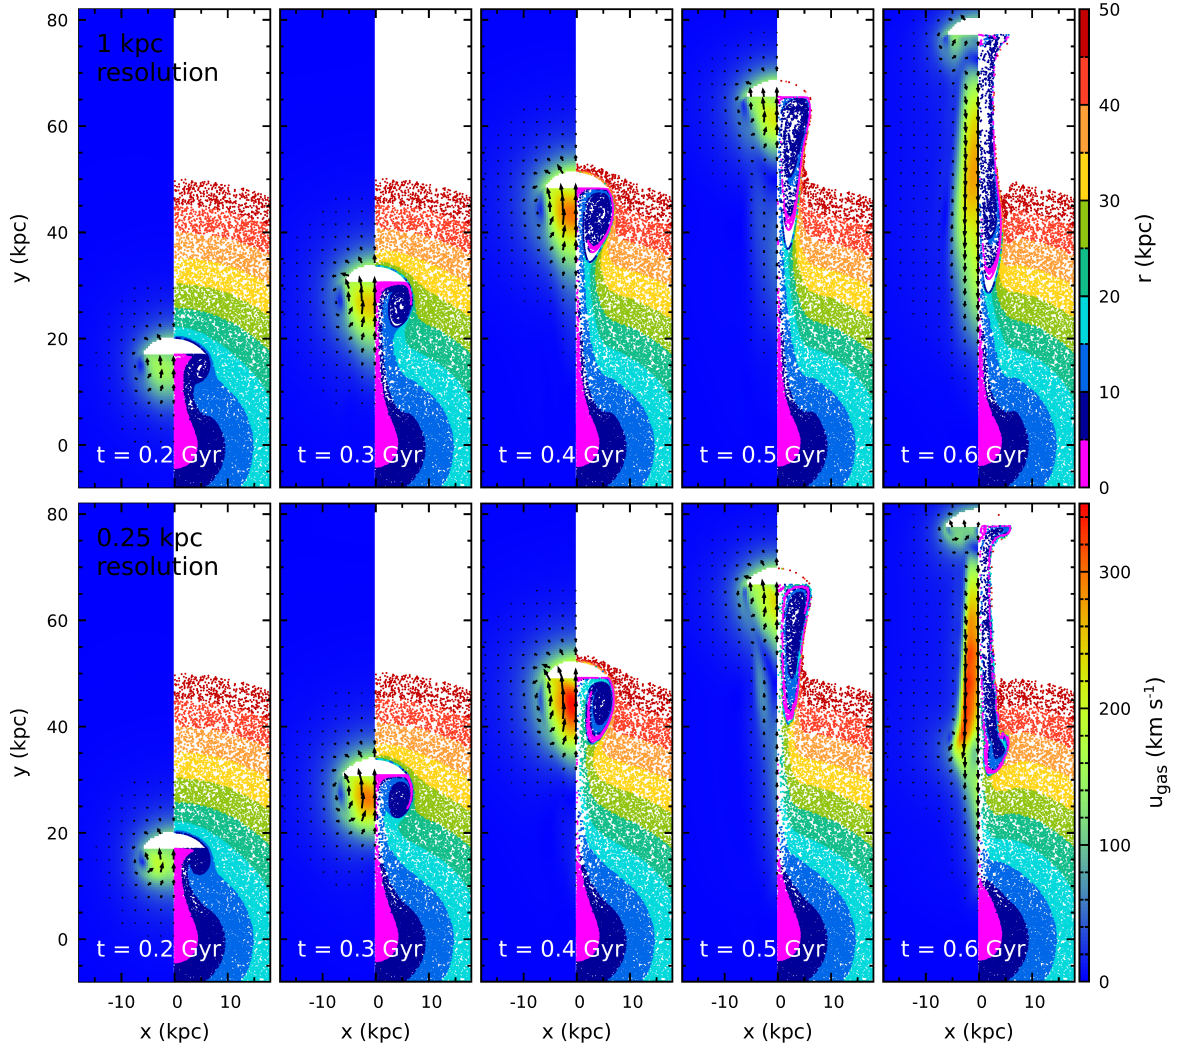 80
60
40
20
0
y (kpc)
1 kpc
resolution
t = 0.2 Gyr
t = 0.3 Gyr
t = 0.4 Gyr
t = 0.5 Gyr
t = 0.6 Gyr
50
40
30
20
10
0
r (kpc)
80
60
40
20
0
y (kpc)
0.25 kpc
resolution
t = 0.2 Gyr
t = 0.3 Gyr
t = 0.4 Gyr
t = 0.5 Gyr
t = 0.6 Gyr
300
200
100
0
u_gas (km s⁻¹)
-10 0 10
-10 0 10
-10 0 10
-10 0 10
-10 0 10
x (kpc)
x (kpc)
x (kpc)
x (kpc)
x (kpc)